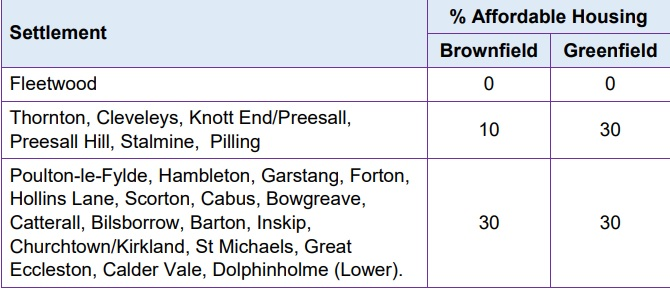 Settlement
% Affordable Housing
Brownfield Greenfield
Fleetwood 0 0
Thornton, Cleveleys, Knott End/Preesall,
Preesall Hill, Stalmine, Pilling
10 30
Poulton-le-Fylde, Hambleton, Garstang, Forton,
Hollins Lane, Scorton, Cabus, Bowgreave,
Catterall, Bilsborrow, Barton, Inskip,
Churchtown/Kirkland, St Michaels, Great
Eccleston, Calder Vale, Dolphinholme (Lower).
30 30